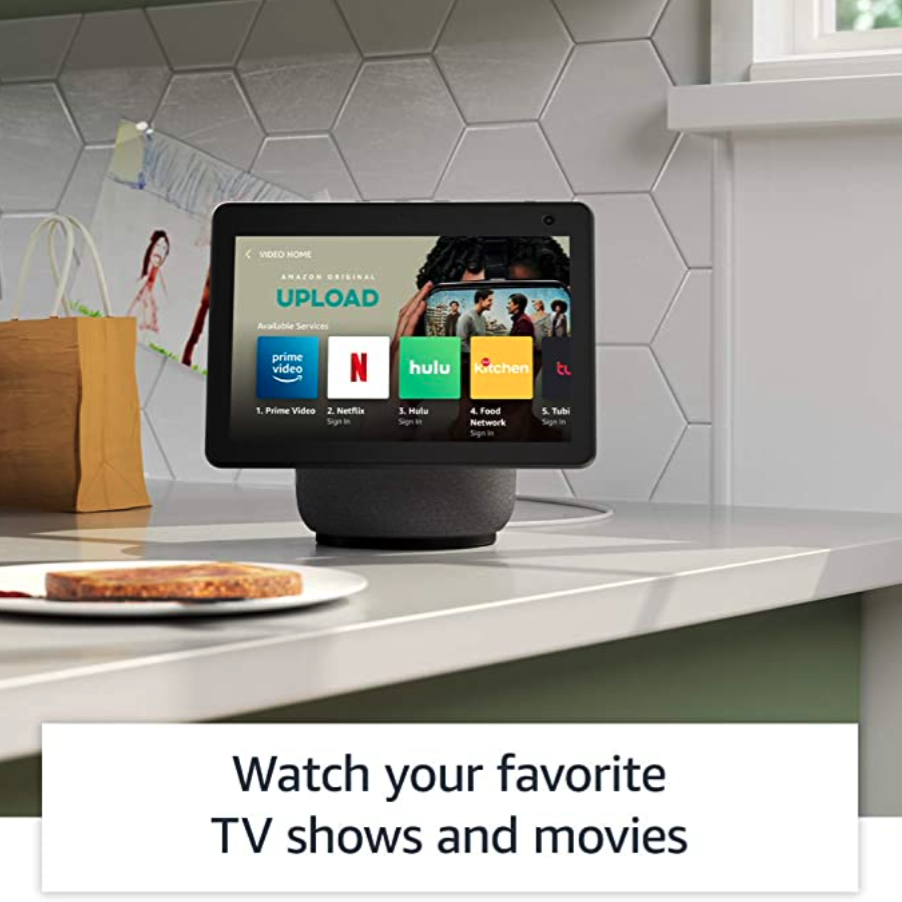 VIDEO HOME
AMAZON ORIGINAL
UPLOAD
Available Services
prime
video
N
hulu
kitchen
tu
1. Prime Video
2. Netflix
Sign In
3. Hulu
Sign In
4. Food
Network
Sign In
5. Tubi
Sign In
Watch your favorite
TV shows and movies